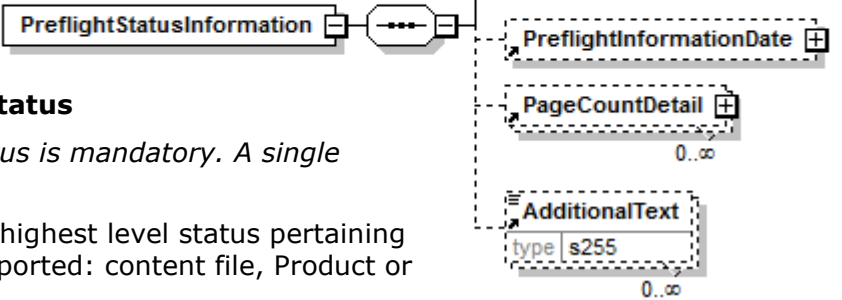 PreflightStatusInformation
PreflightInformationDate
tatus
PageCountDetail
0..∞
us is mandatory. A single
AdditionalText
highest level status pertaining
type s255
ported: content file, Product or
0..∞